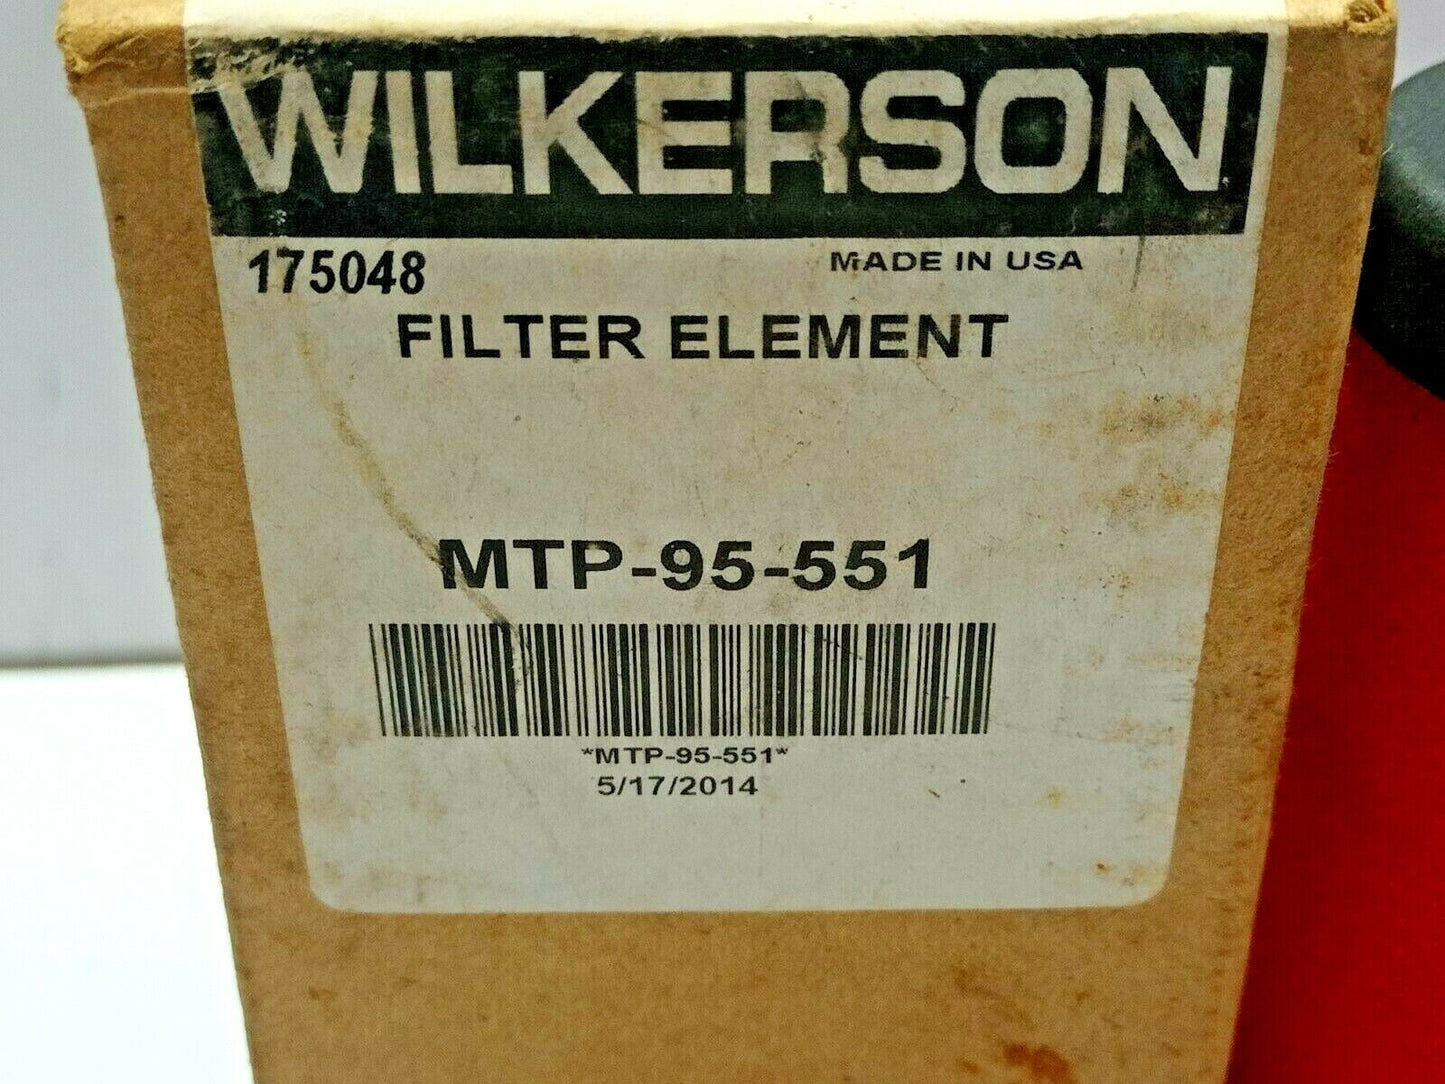 WILKERSON
175048 MADE IN USA
FILTER ELEMENT
MTP-95-551
*MTP-95-551*
5/17/2014